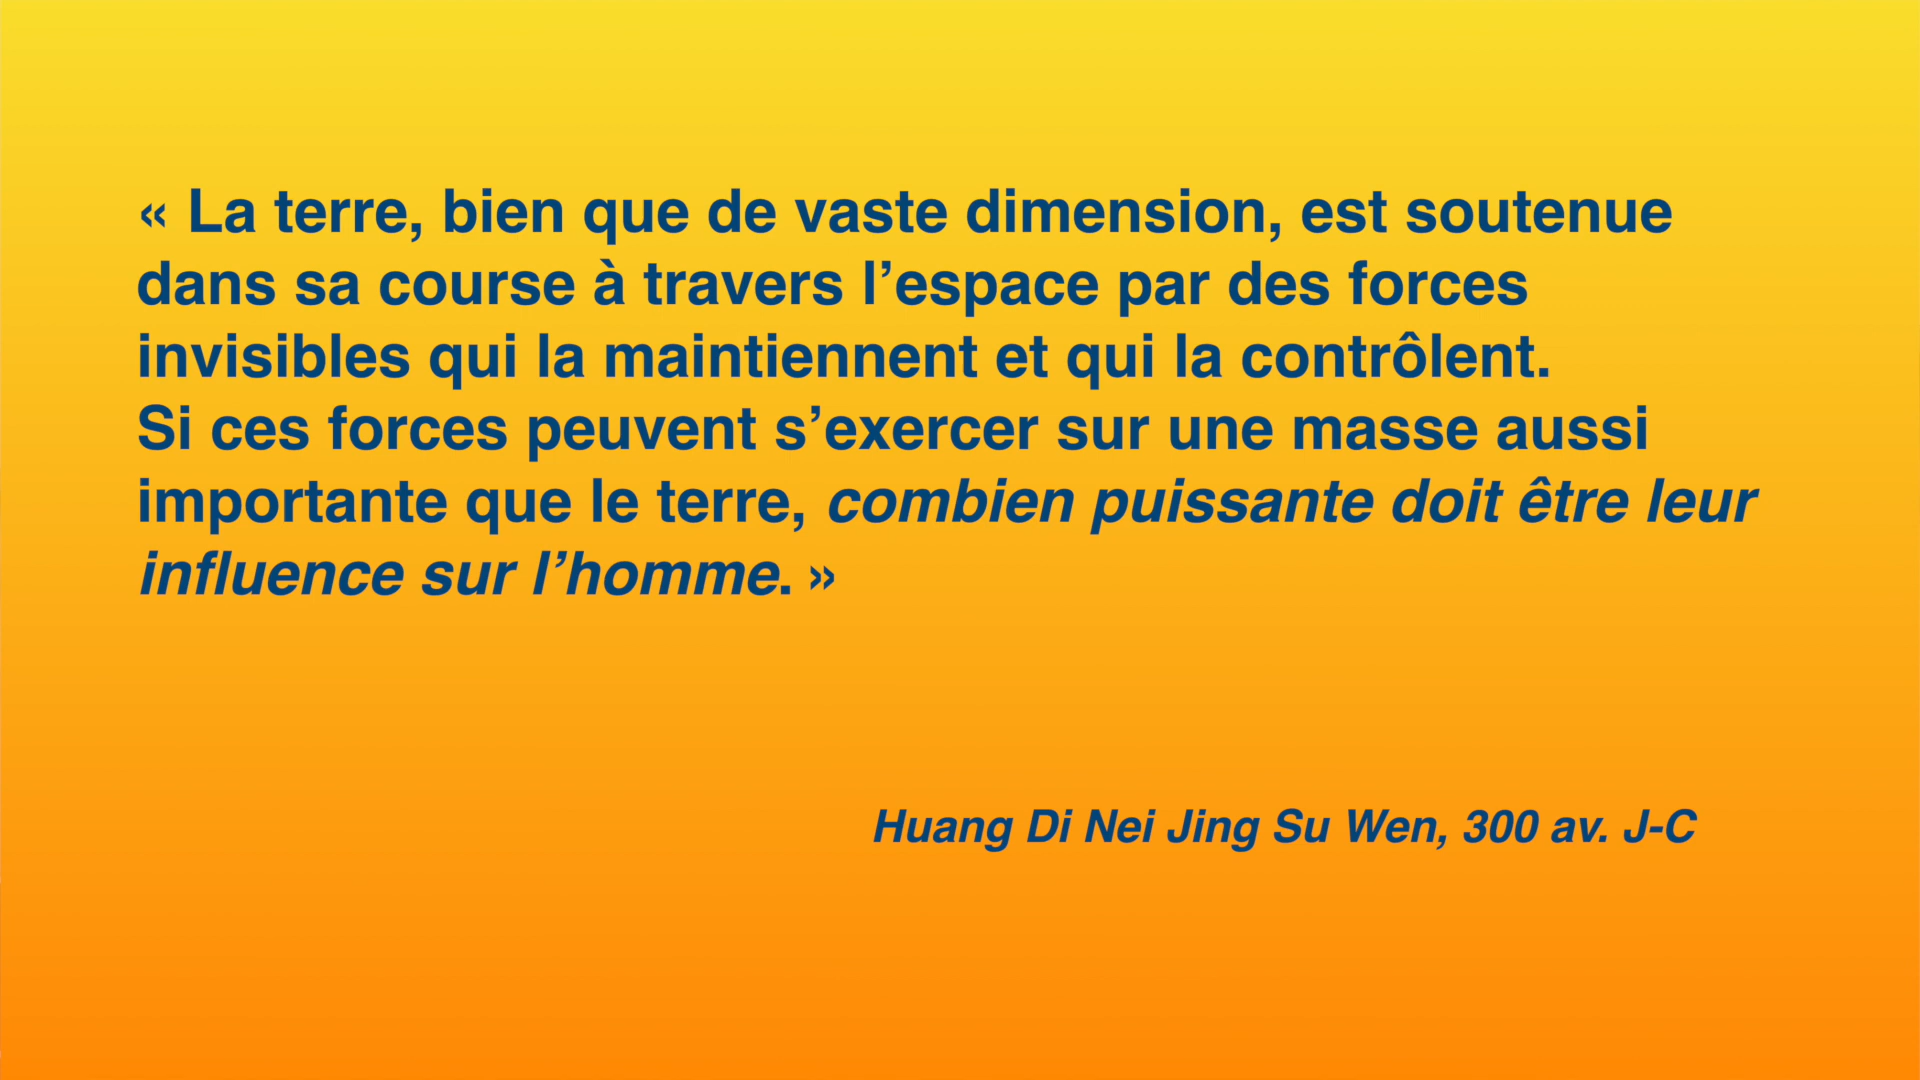 « La terre, bien que de vaste dimension, est soutenue
dans sa course à travers l’espace par des forces
invisibles qui la maintiennent et qui la contrôlent.
Si ces forces peuvent s’exercer sur une masse aussi
importante que le terre, combien puissante doit être leur
influence sur l’homme. »
Huang Di Nei Jing Su Wen, 300 av. J-C